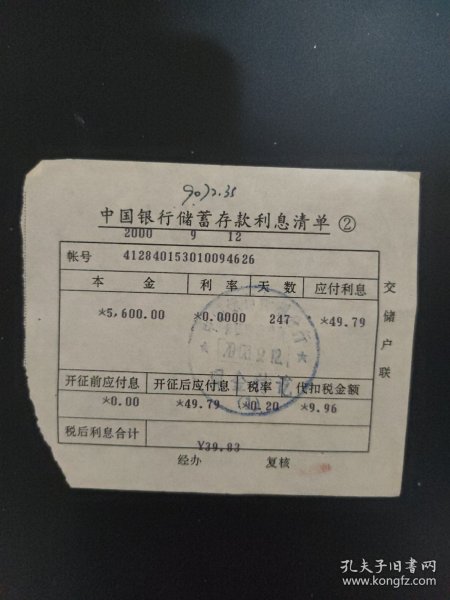 中国银行储蓄存款利息清单 ②
2000 9 12
帐号 412840153010094626
本 金 利 率 天 数 应付利息
*5,600.00 *0.0000 247 *49.79
开征前应付息 开征后应付息 税率 代扣税金额
*0.00 *49.79 *0.20 *9.96
税后利息合计 ¥39.83
经办 复核
交储户联
孔夫子旧书网
www.kongfz.com